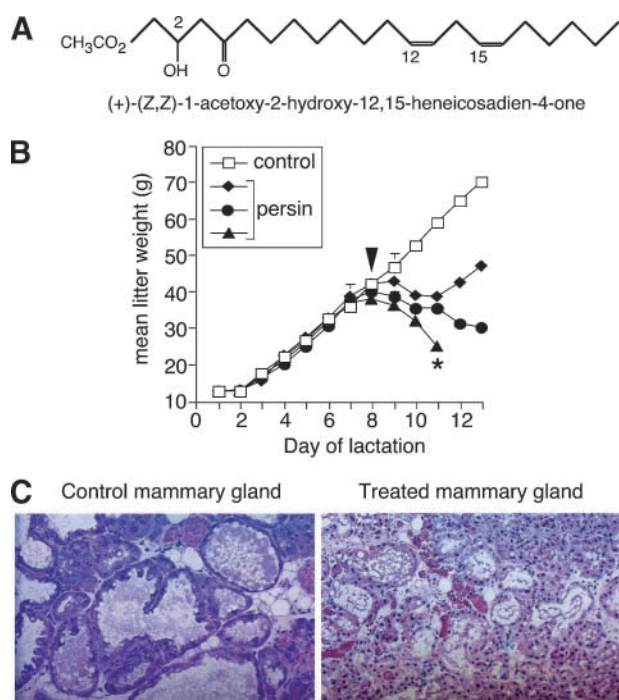 A
2
CH₃CO₂
OH
O
12
15
(+)-(Z,Z)-1-acetoxy-2-hydroxy-12,15-heneicosadien-4-one
B
control
persin
mean litter weight (g)
80
70
60
50
40
30
20
10
0 2 4 6 8 10 12
*
Day of lactation
C
Control mammary gland
Treated mammary gland